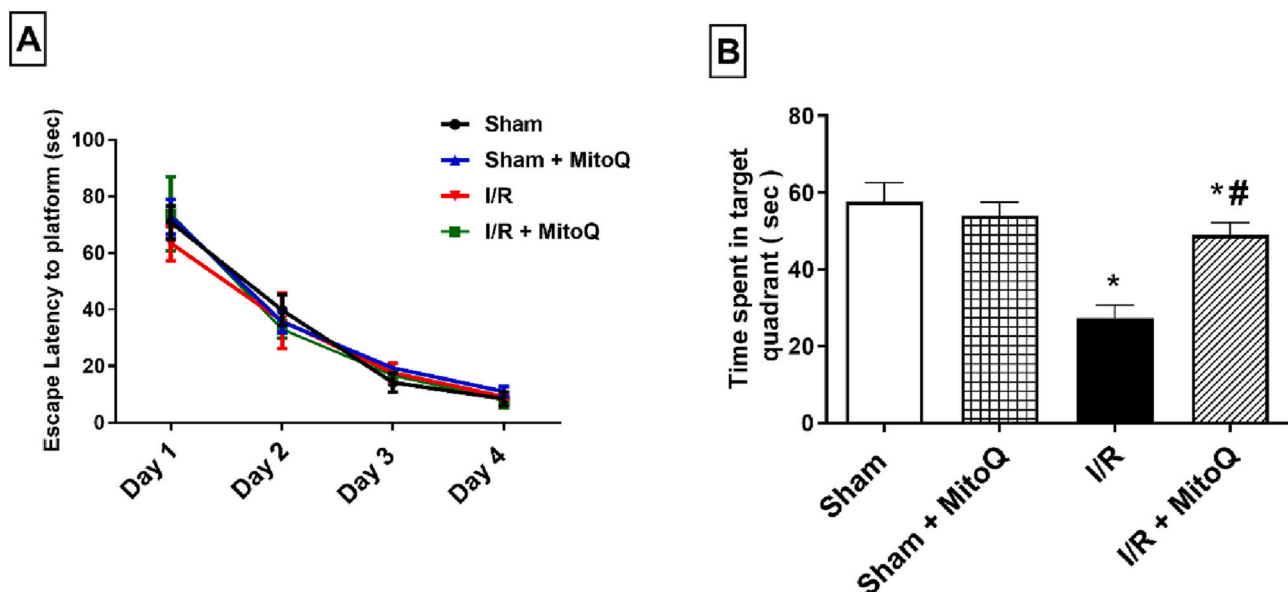 A
Escape Latency to platform (sec)
100
80
60
40
20
0
Day 1
Day 2
Day 3
Day 4
Sham
Sham + MitoQ
I/R
I/R + MitoQ
B
Time spent in target
quadrant ( sec )
80
60
40
20
0
*
*#
Sham
Sham + MitoQ
I/R
I/R + MitoQ